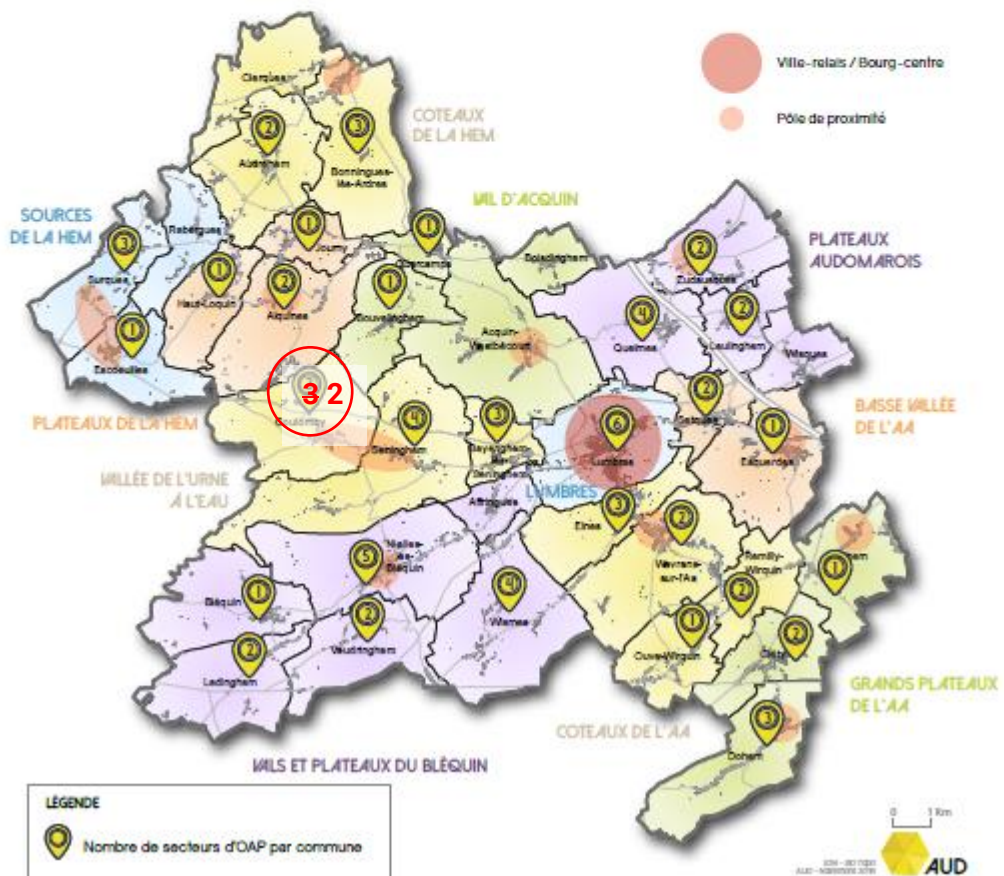 Ville-relais / Bourg-centre
Pôle de proximité
Clerques
COTEAUX
DE LA HEM
2
3
Audrehem
Bonningues-
lès-Ardres
SOURCES
DE LA HEM
VAL D'ACQUIN
PLATEAUX
AUDOMAROIS
Rebergues
3
1
1
2
Surques
Journy
Quercamps
Boisdinghem
Zudausques
1
2
1
Haut-Loquin
Alquines
Bouvelinghem
4
2
Acquin-
Westbécourt
Quelmes
Leulinghem
Wisques
1
Escoeuilles
3 2
PLATEAUX DE LA HEM
Coulomby
4
3
6
2
1
BASSE VALLÉE
DE L'AA
Seninghem
Lumbres
Setques
Esquerdes
VALLÉE DE L'URNE
À L'EAU
LUMBRES
Affringues
3
2
Elnes
Wavrans-
sur-l'Aa
Remilly-
Wirquin
5
Nielles-
lès-
Bléquin
1
4
2
1
Bléquin
Wismes
2
2
1
2
Vaudringhem
Ledinghem
Ouve-Wirquin
GRANDS PLATEAUX
DE L'AA
COTEAUX DE L'AA
3
Dohem
VALS ET PLATEAUX DU BLÉQUIN
LÉGENDE
Nombre de secteurs d'OAP par commune
0 1 Km
AUD